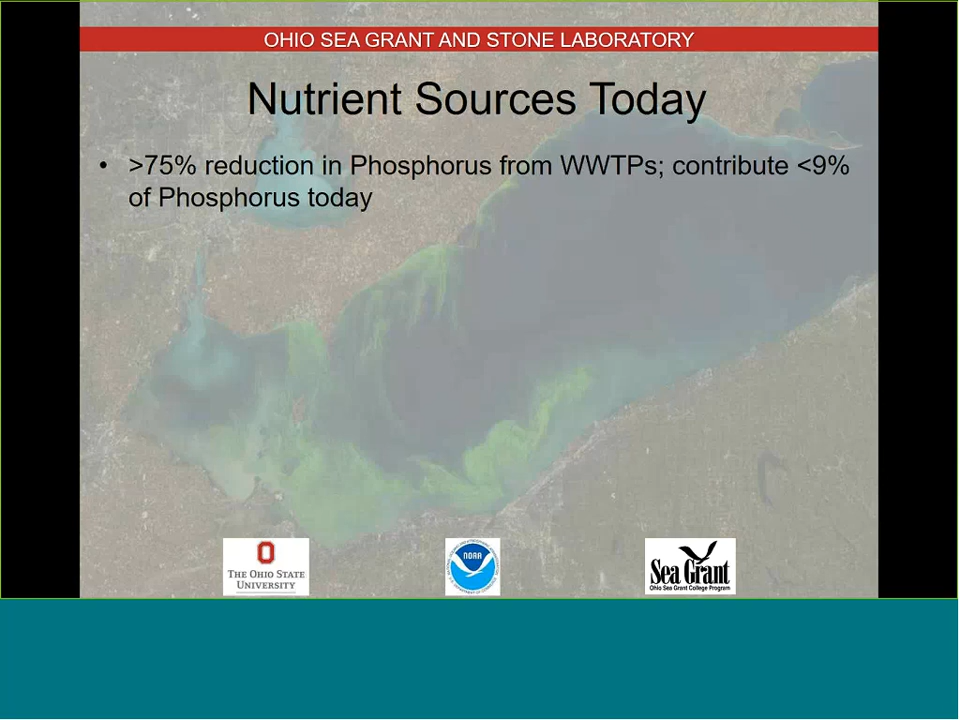 OHIO SEA GRANT AND STONE LABORATORY
Nutrient Sources Today
• >75% reduction in Phosphorus from WWTPs; contribute <9%
of Phosphorus today
THE OHIO STATE
UNIVERSITY
NOAA
Sea Grant
Ohio Sea Grant College Program